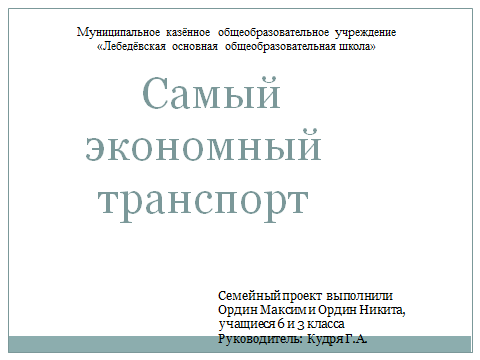 Муниципальное казённое общеобразовательное учреждение
«Лебедёвская основная общеобразовательная школа»
Самый
экономный
транспорт
Семейный проект выполнили
Ордин Максим и Ордин Никита,
учащиеся 6 и 3 класса
Руководитель: Кудря Г.А.